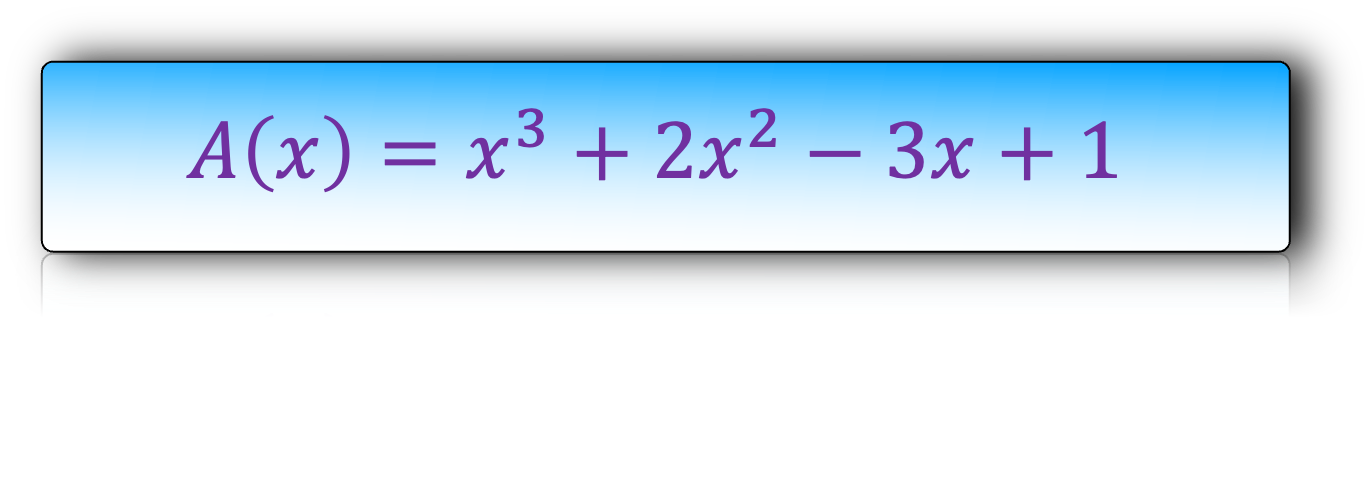 A(x) = x³ + 2x² − 3x + 1